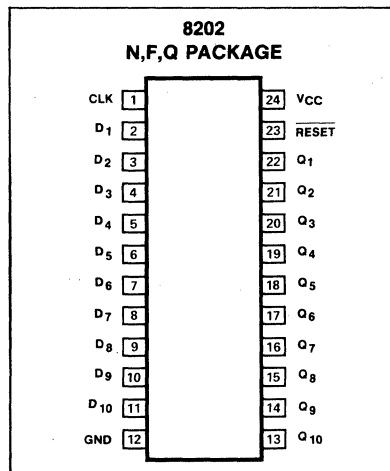 8202
N,F,Q PACKAGE
CLK 1 24 VCC
D1 2 23 RESET
D2 3 22 Q1
D3 4 21 Q2
D4 5 20 Q3
D5 6 19 Q4
D6 7 18 Q5
D7 8 17 Q6
D8 9 16 Q7
D9 10 15 Q8
D10 11 14 Q9
GND 12 13 Q10